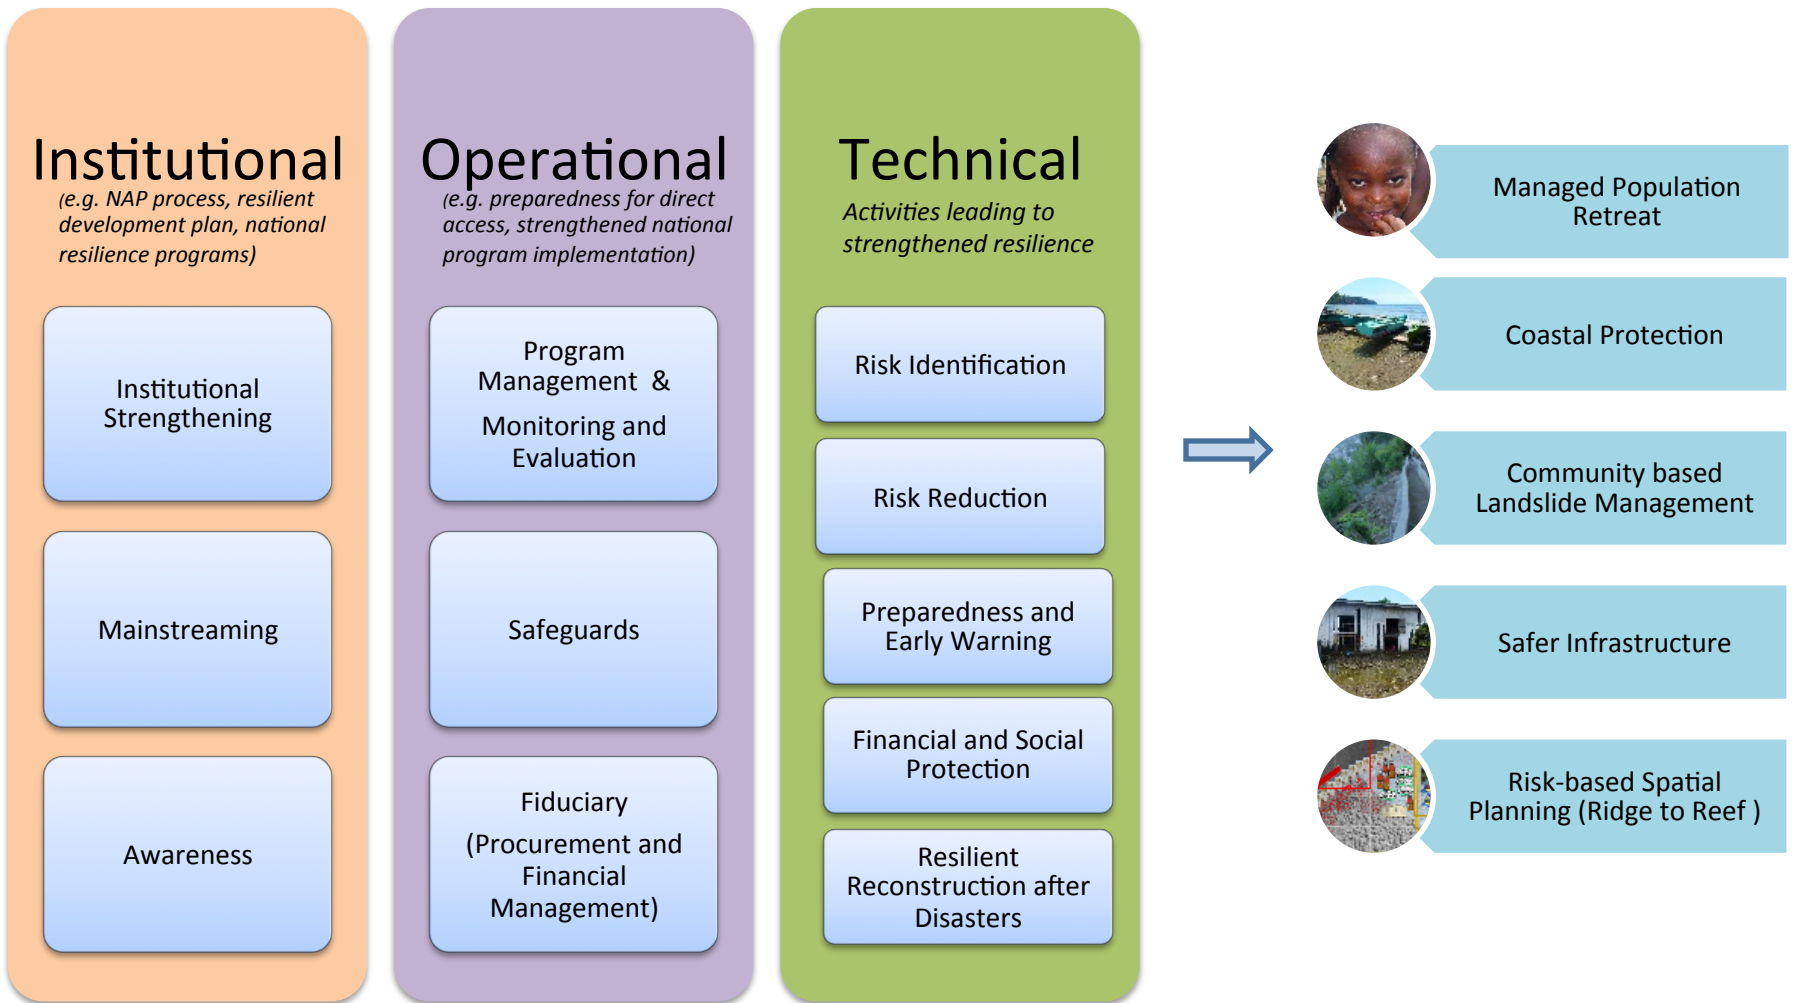 Institutional
(e.g. NAP process, resilient
development plan, national
resilience programs)
Institutional
Strengthening
Mainstreaming
Awareness
Operational
(e.g. preparedness for direct
access, strengthened national
program implementation)
Program
Management &
Monitoring and
Evaluation
Safeguards
Fiduciary
(Procurement and
Financial
Management)
Technical
Activities leading to
strengthened resilience
Risk Identification
Risk Reduction
Preparedness and
Early Warning
Financial and Social
Protection
Resilient
Reconstruction after
Disasters
Managed Population
Retreat
Coastal Protection
Community based
Landslide Management
Safer Infrastructure
Risk-based Spatial
Planning (Ridge to Reef )